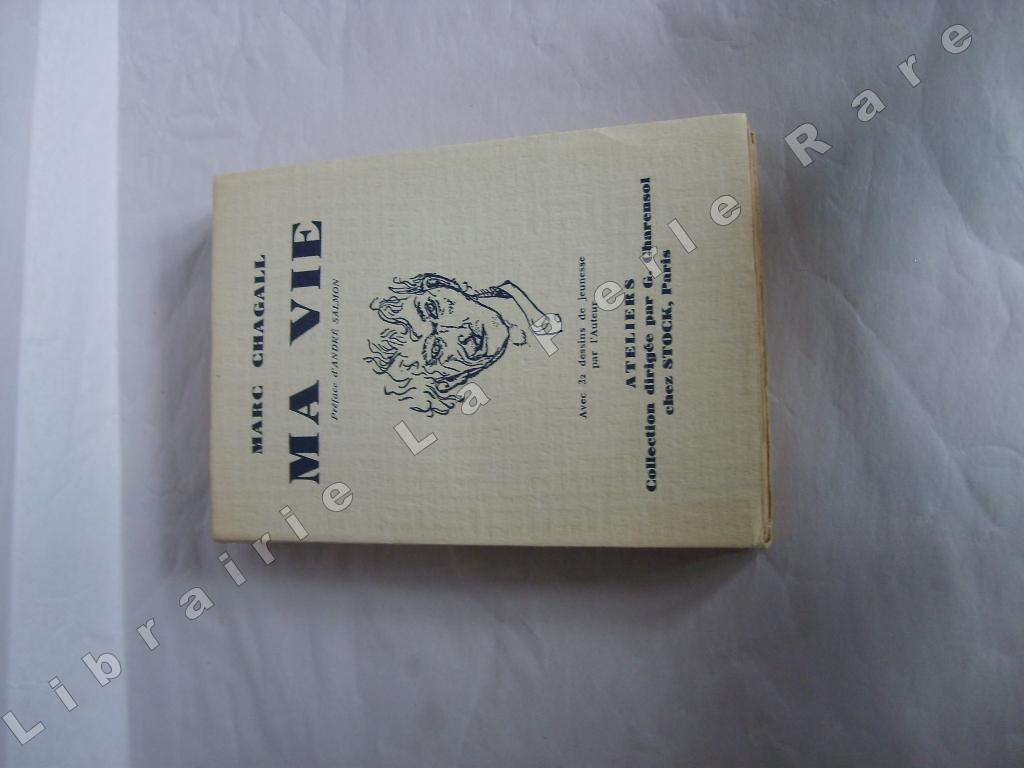 MARC CHAGALL
MA VIE
Préface d'ANDRÉ SALMON
Avec 32 dessins de jeunesse
par l'Auteur
ATELIERS
Collection dirigée par G. Charensol
chez STOCK, Paris
Librairie La Perle Rare